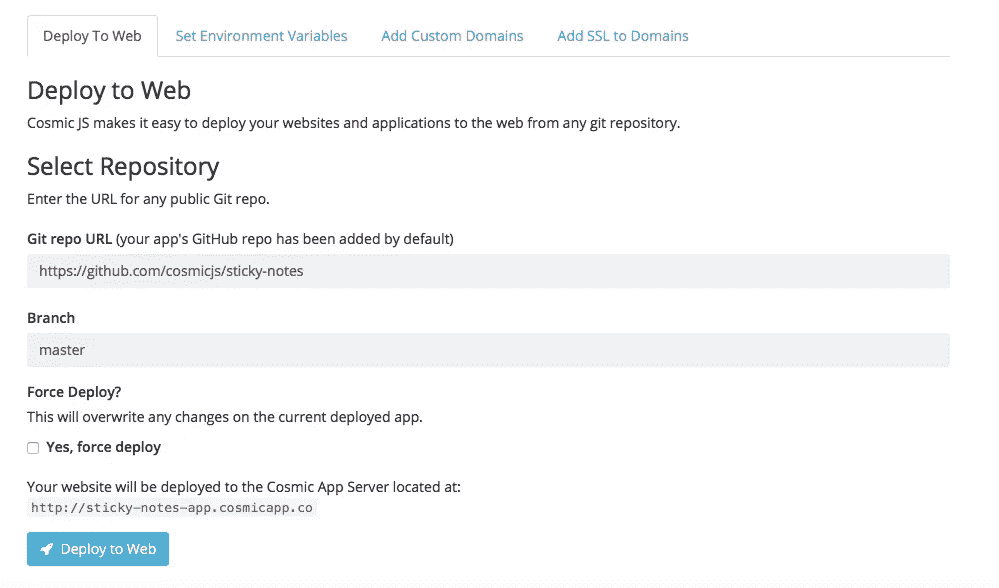 Deploy To Web Set Environment Variables Add Custom Domains Add SSL to Domains
Deploy to Web
Cosmic JS makes it easy to deploy your websites and applications to the web from any git repository.
Select Repository
Enter the URL for any public Git repo.
Git repo URL (your app's GitHub repo has been added by default)
https://github.com/cosmicjs/sticky-notes
Branch
master
Force Deploy?
This will overwrite any changes on the current deployed app.
Yes, force deploy
Your website will be deployed to the Cosmic App Server located at:
http://sticky-notes-app.cosmicapp.co
Deploy to Web